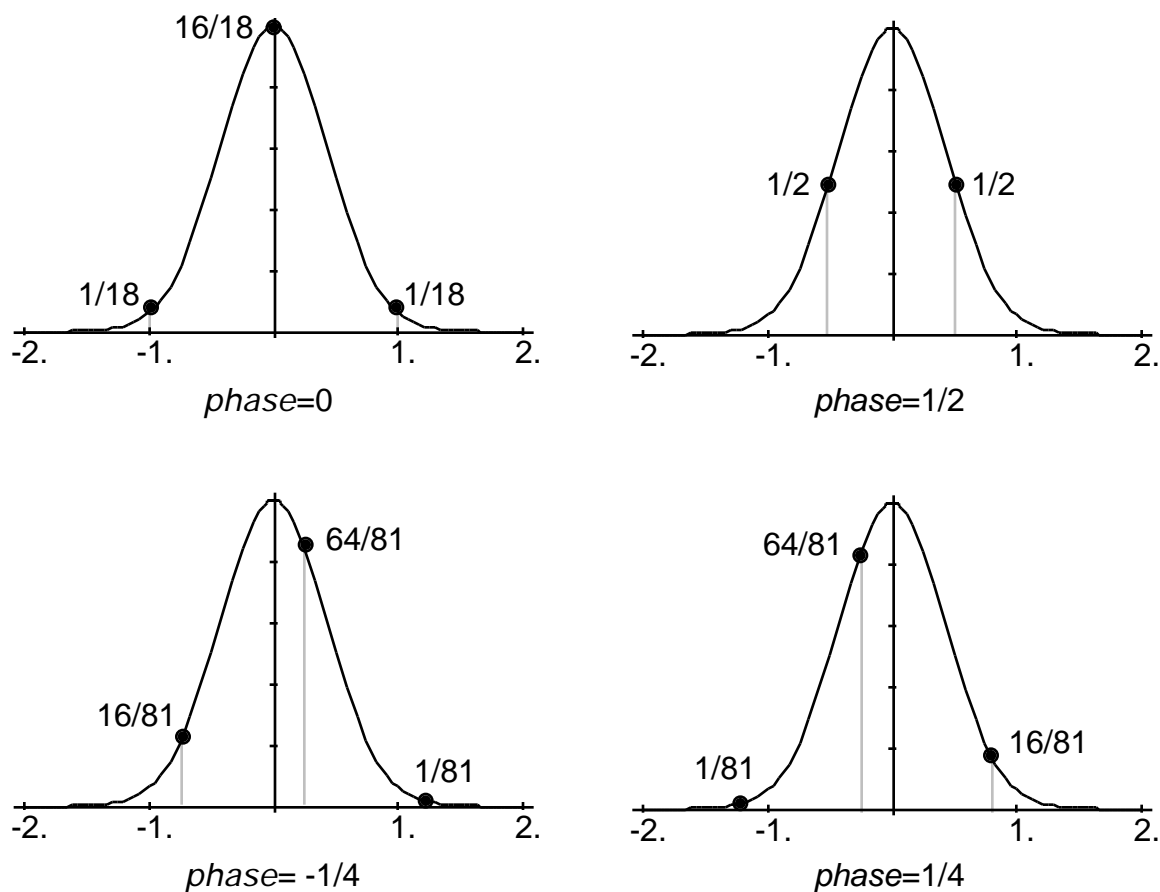 16/18
1/18 1/18
-2. -1. 1. 2.
phase=0
1/2 1/2
-2. -1. 1. 2.
phase=1/2
64/81
16/81
1/81
-2. -1. 1. 2.
phase= -1/4
64/81
16/81
1/81
-2. -1. 1. 2.
phase=1/4